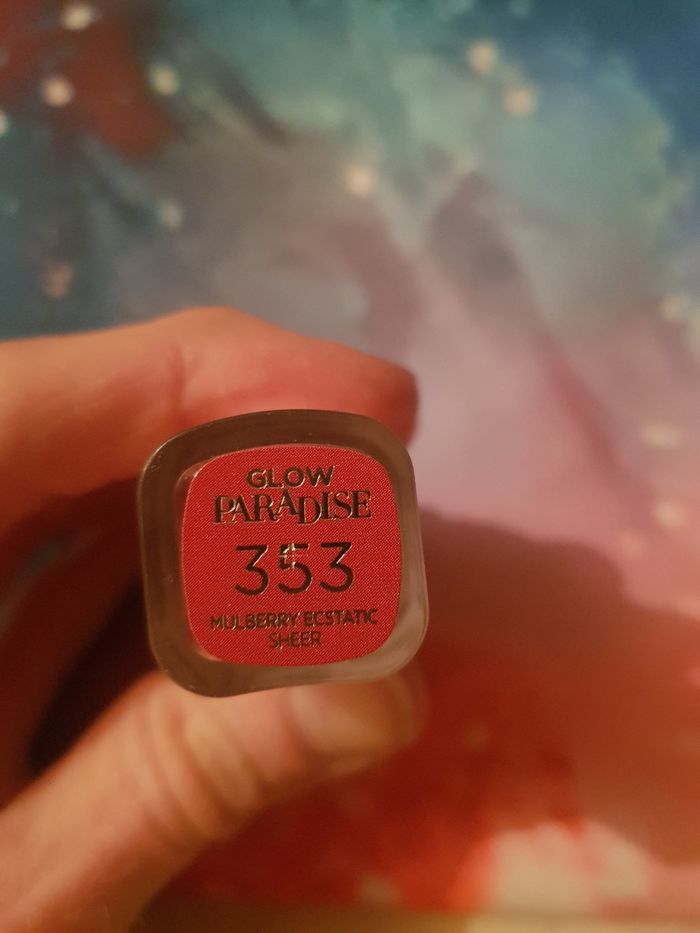 GLOW
PARADISE
353
MULBERRY ECSTATIC
SHEER